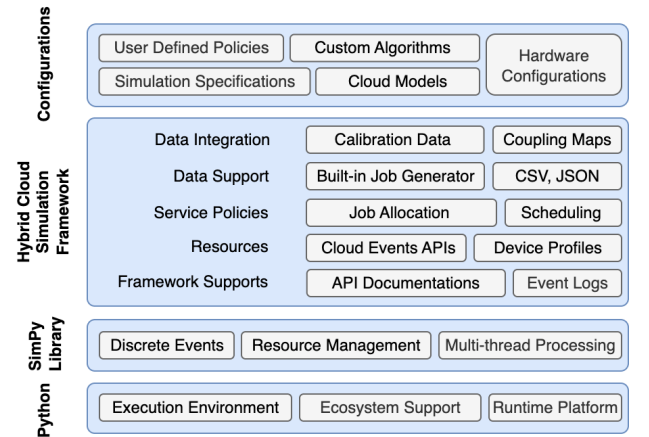 Configurations
User Defined Policies
Custom Algorithms
Hardware
Configurations
Simulation Specifications
Cloud Models
Hybrid Cloud
Simulation
Framework
Data Integration
Calibration Data
Coupling Maps
Data Support
Built-in Job Generator
CSV, JSON
Service Policies
Job Allocation
Scheduling
Resources
Cloud Events APIs
Device Profiles
Framework Supports
API Documentations
Event Logs
SimPy
Library
Discrete Events
Resource Management
Multi-thread Processing
Python
Execution Environment
Ecosystem Support
Runtime Platform